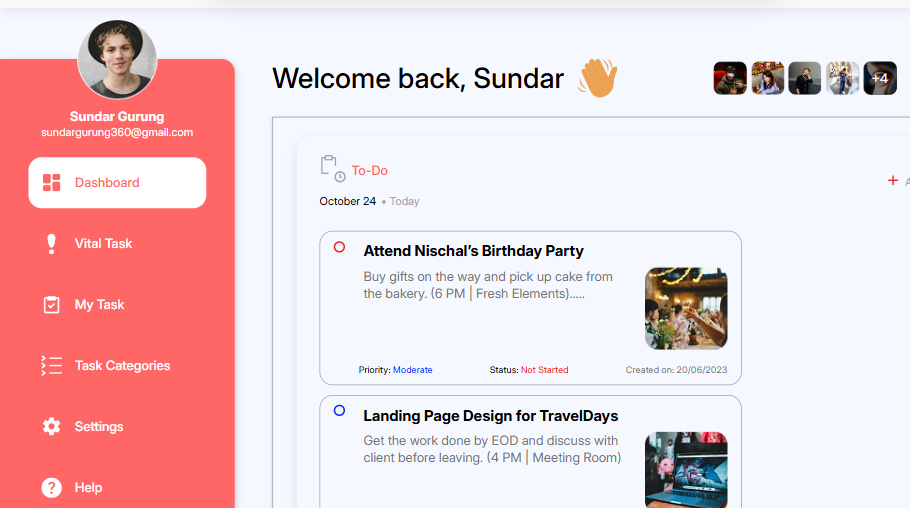 Sundar Gurung
sundargurung360@gmail.com
Dashboard
Vital Task
My Task
Task Categories
Settings
Help
Welcome back, Sundar
+4
To-Do
October 24 • Today
+
Attend Nischal’s Birthday Party
Buy gifts on the way and pick up cake from
the bakery. (6 PM | Fresh Elements).....
Priority: Moderate Status: Not Started Created on: 20/06/2023
Landing Page Design for TravelDays
Get the work done by EOD and discuss with
client before leaving. (4 PM | Meeting Room)